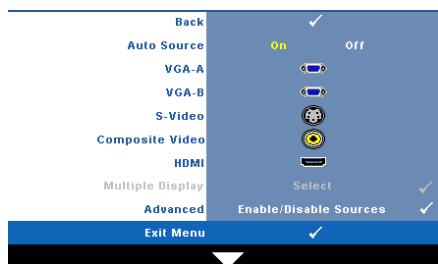 Back
Auto Source On Off
VGA-A
VGA-B
S-Video
Composite Video
HDMI
Multiple Display Select
Advanced Enable/Disable Sources
Exit Menu